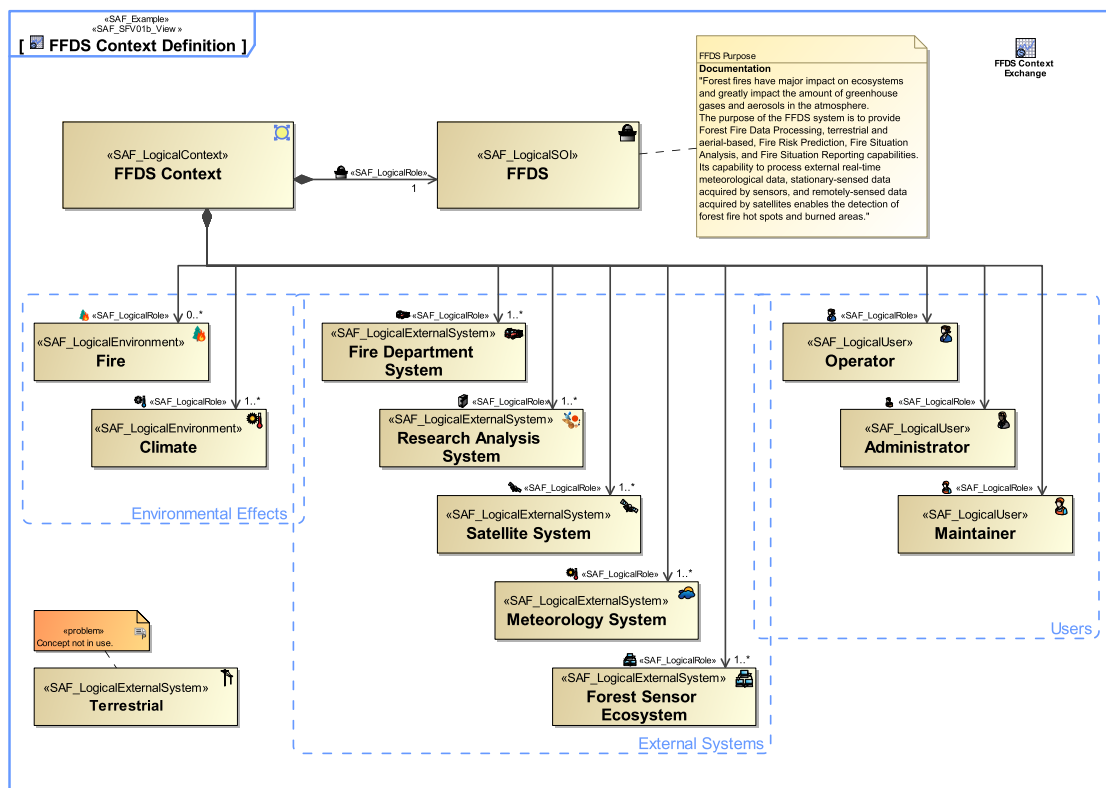 «SAF_Example»
«SAF_SFV01b_View »
[ FFDS Context Definition ]
FFDS Context
Exchange
FFDS Purpose
Documentation
"Forest fires have major impact on ecosystems
and greatly impact the amount of greenhouse
gases and aerosols in the atmosphere.
The purpose of the FFDS system is to provide
Forest Fire Data Processing, terrestrial and
aerial-based, Fire Risk Prediction, Fire Situation
Analysis, and Fire Situation Reporting capabilities.
Its capability to process external real-time
meteorological data, stationary-sensed data
acquired by sensors, and remotely-sensed data
acquired by satellites enables the detection of
forest fire hot spots and burned areas."
«SAF_LogicalContext»
FFDS Context
«SAF_LogicalRole»
1
«SAF_LogicalSOI»
FFDS
«SAF_LogicalRole» 0..*
«SAF_LogicalEnvironment»
Fire
«SAF_LogicalRole» 1..*
«SAF_LogicalEnvironment»
Climate
Environmental Effects
«SAF_LogicalRole» 1..*
«SAF_LogicalExternalSystem»
Fire Department
System
«SAF_LogicalRole» 1..*
«SAF_LogicalExternalSystem»
Research Analysis
System
«SAF_LogicalRole» 1..*
«SAF_LogicalExternalSystem»
Satellite System
«SAF_LogicalRole» 1..*
«SAF_LogicalExternalSystem»
Meteorology System
«SAF_LogicalRole» 1..*
«SAF_LogicalExternalSystem»
Forest Sensor
Ecosystem
External Systems
«SAF_LogicalRole»
«SAF_LogicalUser»
Operator
«SAF_LogicalRole»
«SAF_LogicalUser»
Administrator
«SAF_LogicalRole»
«SAF_LogicalUser»
Maintainer
Users
«problem»
Concept not in use.
«SAF_LogicalExternalSystem»
Terrestrial